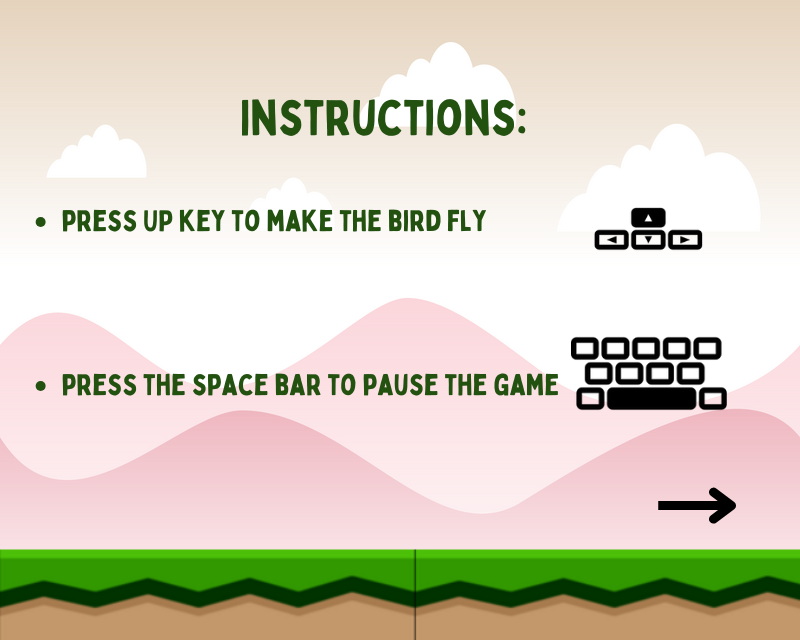 INSTRUCTIONS:
• PRESS UP KEY TO MAKE THE BIRD FLY
• PRESS THE SPACE BAR TO PAUSE THE GAME